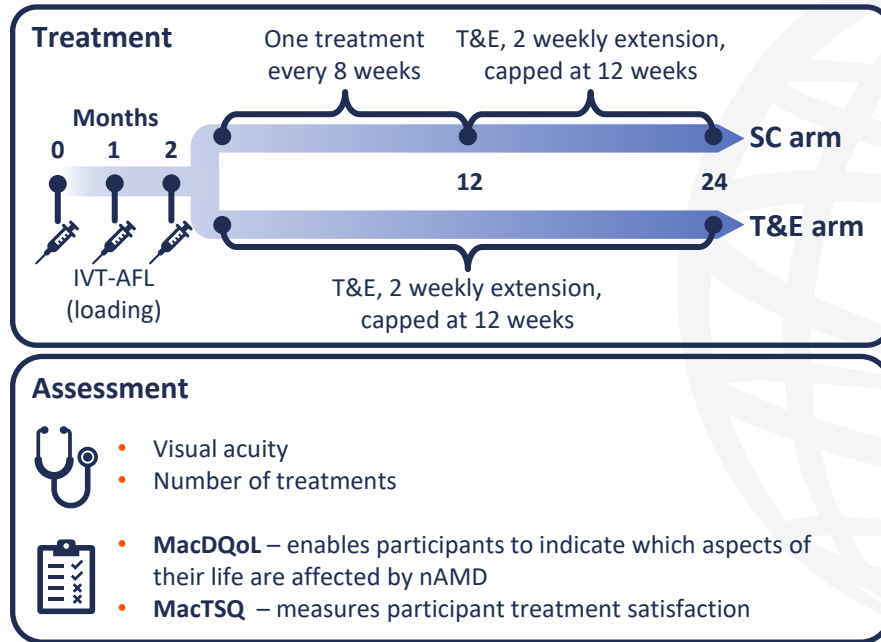 Treatment
One treatment
every 8 weeks
T&E, 2 weekly extension,
capped at 12 weeks
Months
0 1 2
SC arm
12 24
T&E arm
IVT-AFL
(loading)
T&E, 2 weekly extension,
capped at 12 weeks
Assessment
• Visual acuity
• Number of treatments
• MacDQoL – enables participants to indicate which aspects of
their life are affected by nAMD
• MacTSQ – measures participant treatment satisfaction